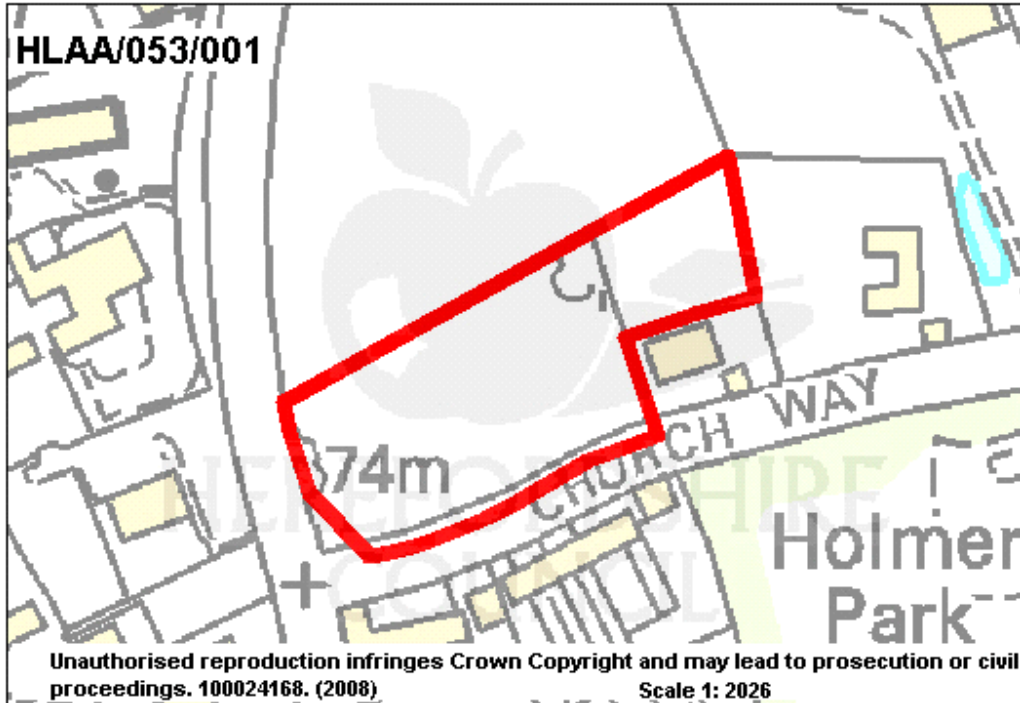 HLAA/053/001
CHURCH WAY
74m
HEREFORDSHIRE
COUNCIL
Holmer
Park
Unauthorised reproduction infringes Crown Copyright and may lead to prosecution or civil
proceedings. 100024168. (2008)
Scale 1: 2026